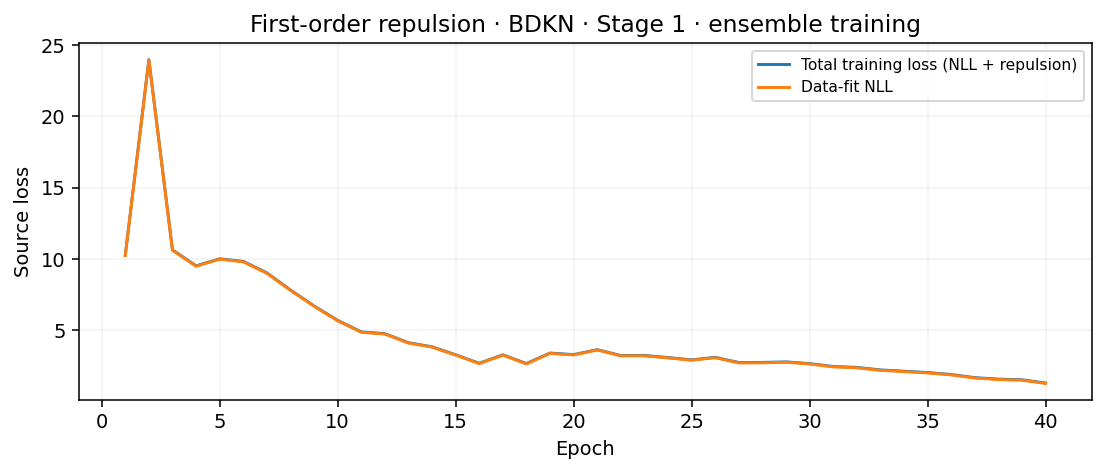 First-order repulsion · BDKN · Stage 1 · ensemble training
Total training loss (NLL + repulsion)
Data-fit NLL
Source loss
25
20
15
10
5
0
5
10
15
20
25
30
35
40
Epoch